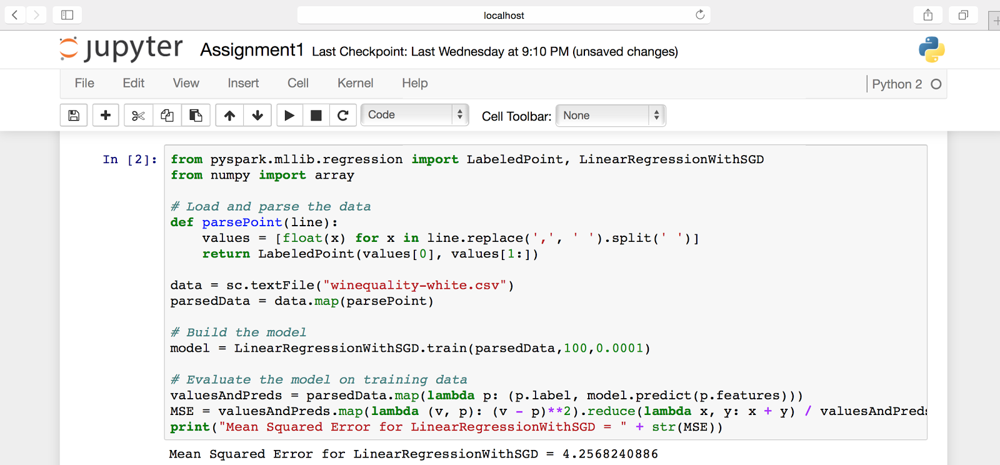 localhost
jupyter Assignment1 Last Checkpoint: Last Wednesday at 9:10 PM (unsaved changes)
File Edit View Insert Cell Kernel Help Python 2
Code Cell Toolbar: None
In [2]: from pyspark.mllib.regression import LabeledPoint, LinearRegressionWithSGD
from numpy import array
# Load and parse the data
def parsePoint(line):
    values = [float(x) for x in line.replace(',', ' ').split(' ')]
    return LabeledPoint(values[0], values[1:])
data = sc.textFile("winequality-white.csv")
parsedData = data.map(parsePoint)
# Build the model
model = LinearRegressionWithSGD.train(parsedData,100,0.0001)
# Evaluate the model on training data
valuesAndPreds = parsedData.map(lambda p: (p.label, model.predict(p.features)))
MSE = valuesAndPreds.map(lambda (v, p): (v - p)**2).reduce(lambda x, y: x + y) / valuesAndPreds
print("Mean Squared Error for LinearRegressionWithSGD = " + str(MSE))
Mean Squared Error for LinearRegressionWithSGD = 4.2568240886